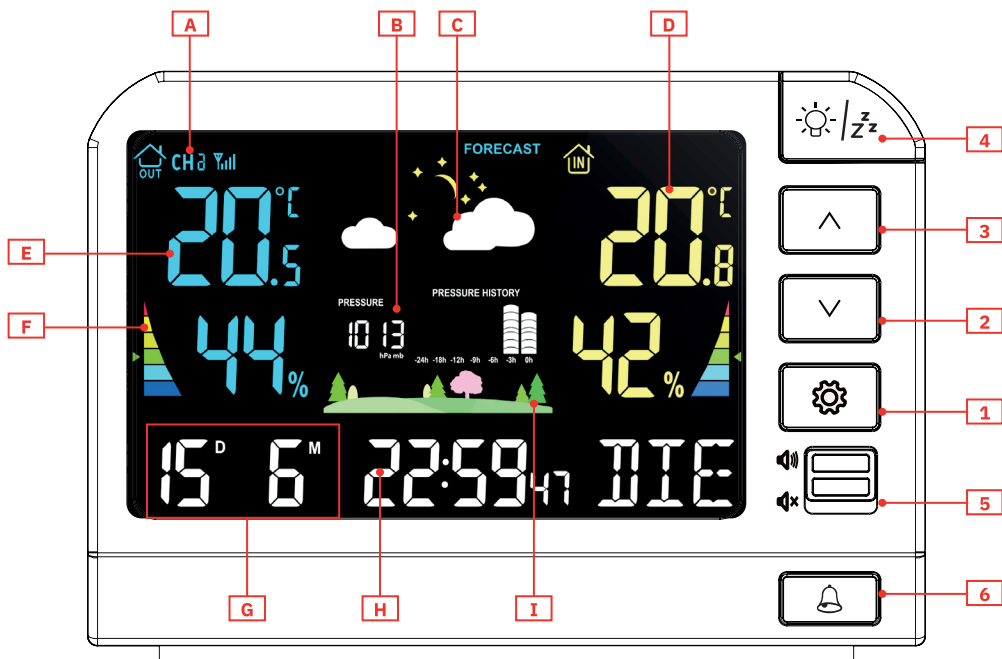 A B C D
FORECAST
OUT CH3 IN
20.5 °C
20.8 °C
4
3
E
F
PRESSURE
PRESSURE HISTORY
1013
hPa mb
-24h -18h -12h -9h -6h -3h 0h
44%
42%
2
1
15 D 6 M 22:59 47 DIE
5
G H I
6
zzz